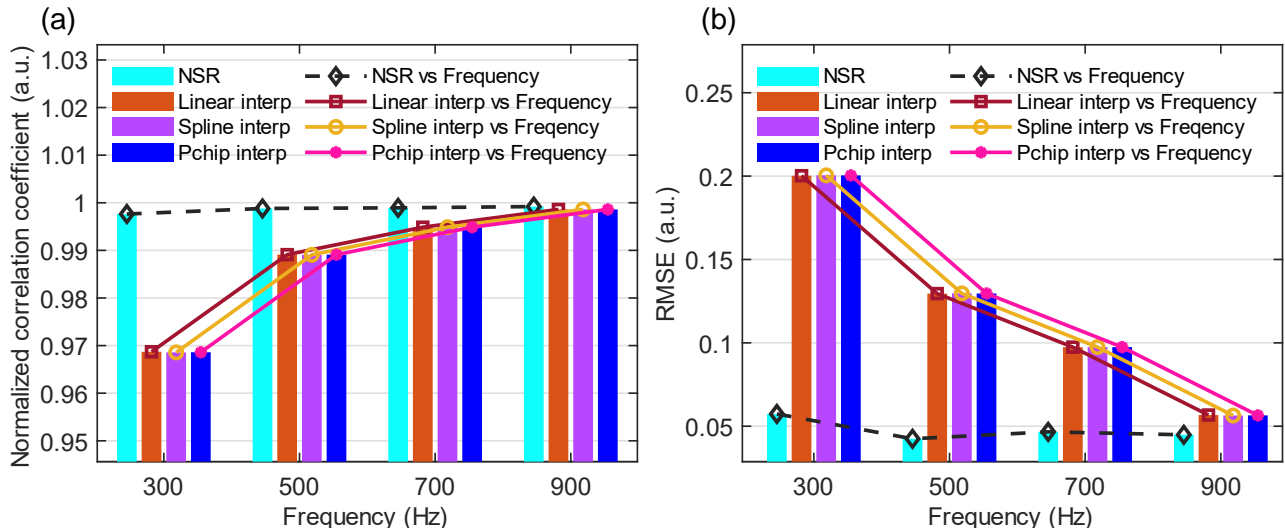 (a)
Normalized correlation coefficient (a.u.)
1.03
1.02
1.01
1
0.99
0.98
0.97
0.96
0.95
NSR
Linear interp
Spline interp
Pchip interp
NSR vs Frequency
Linear interp vs Frequency
Spline interp vs Freqency
Pchip interp vs Frequency
300
500
700
900
Frequency (Hz)
(b)
RMSE (a.u.)
0.25
0.2
0.15
0.1
0.05
NSR
Linear interp
Spline interp
Pchip interp
NSR vs Frequency
Linear interp vs Frequency
Spline interp vs Freqency
Pchip interp vs Frequency
300
500
700
900
Frequency (Hz)